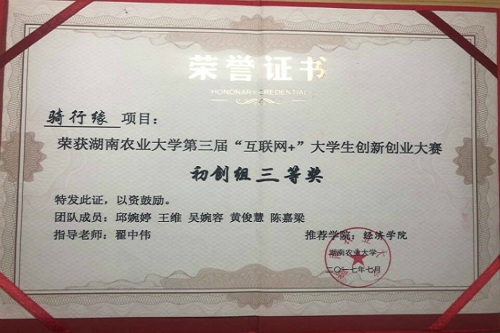 荣誉证书
HONORARY CREDENTIAL
骑行缘 项目：
荣获湖南农业大学第三届“互联网+”大学生创新创业大赛
初创组三等奖
特发此证，以资鼓励。
团队成员：邱婉婷 王维 吴婉容 黄俊慧 陈嘉梁
指导老师：翟中伟 推荐学院：经济学院
湖南农业大学
二〇一七年七月